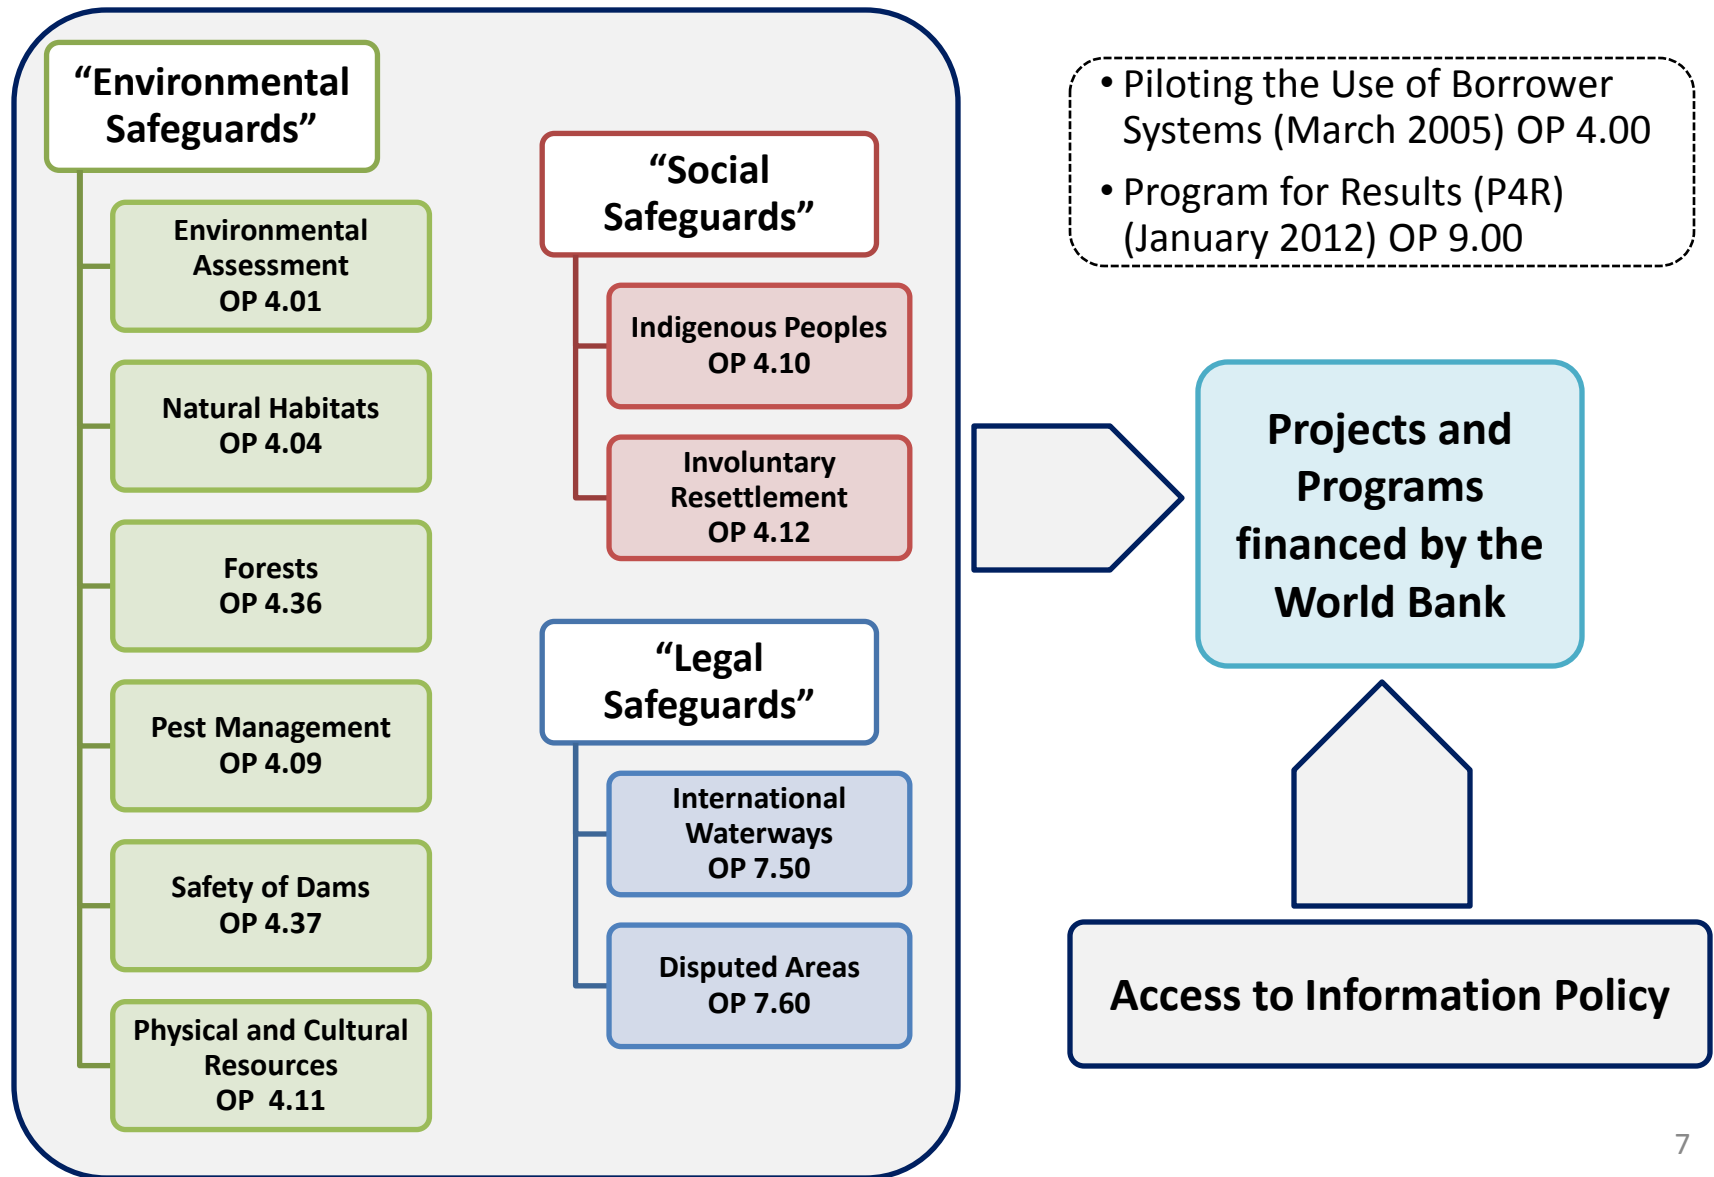 “Environmental
Safeguards”
Environmental
Assessment
OP 4.01
Natural Habitats
OP 4.04
Forests
OP 4.36
Pest Management
OP 4.09
Safety of Dams
OP 4.37
Physical and Cultural
Resources
OP  4.11
“Social
Safeguards”
Indigenous Peoples
OP 4.10
Involuntary
Resettlement
OP 4.12
“Legal
Safeguards”
International
Waterways
OP 7.50
Disputed Areas
OP 7.60
• Piloting the Use of Borrower
Systems (March 2005) OP 4.00
• Program for Results (P4R)
(January 2012) OP 9.00
Projects and
Programs
financed by the
World Bank
Access to Information Policy
7